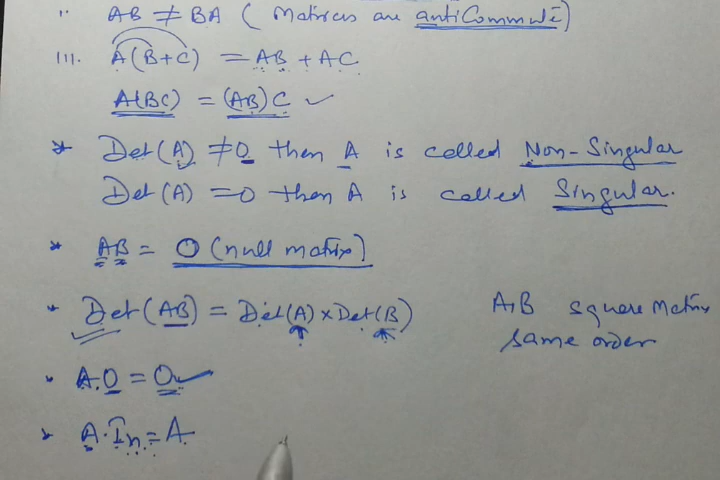 AB ≠ BA ( Matrices are antiCommute)
III. A(B+C) = AB + AC
A(BC) = (AB)C ✓
* Det(A) ≠0 then A is called Non-Singular
Det(A) =0 then A is called Singular.
* AB = O (null matrix)
* Det(AB) = Det(A)×Det(B)
A,B square Matrix
same order
* A.O = O
* A.In = A